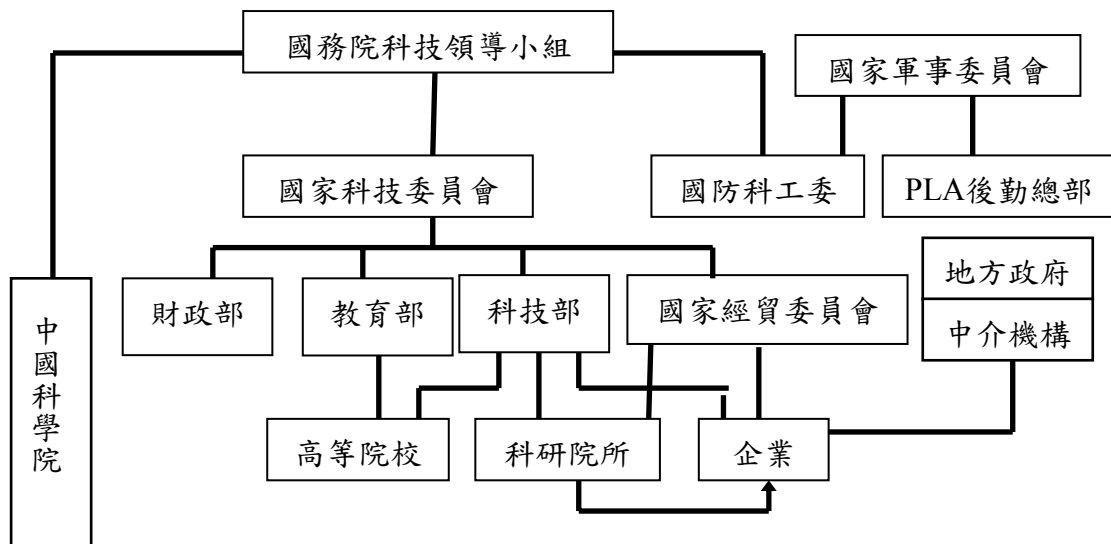 國務院科技領導小組
國家軍事委員會
國家科技委員會
國防科工委
PLA後勤總部
地方政府
中介機構
財政部
教育部
科技部
國家經貿委員會
中國科學院
高等院校
科研院所
企業